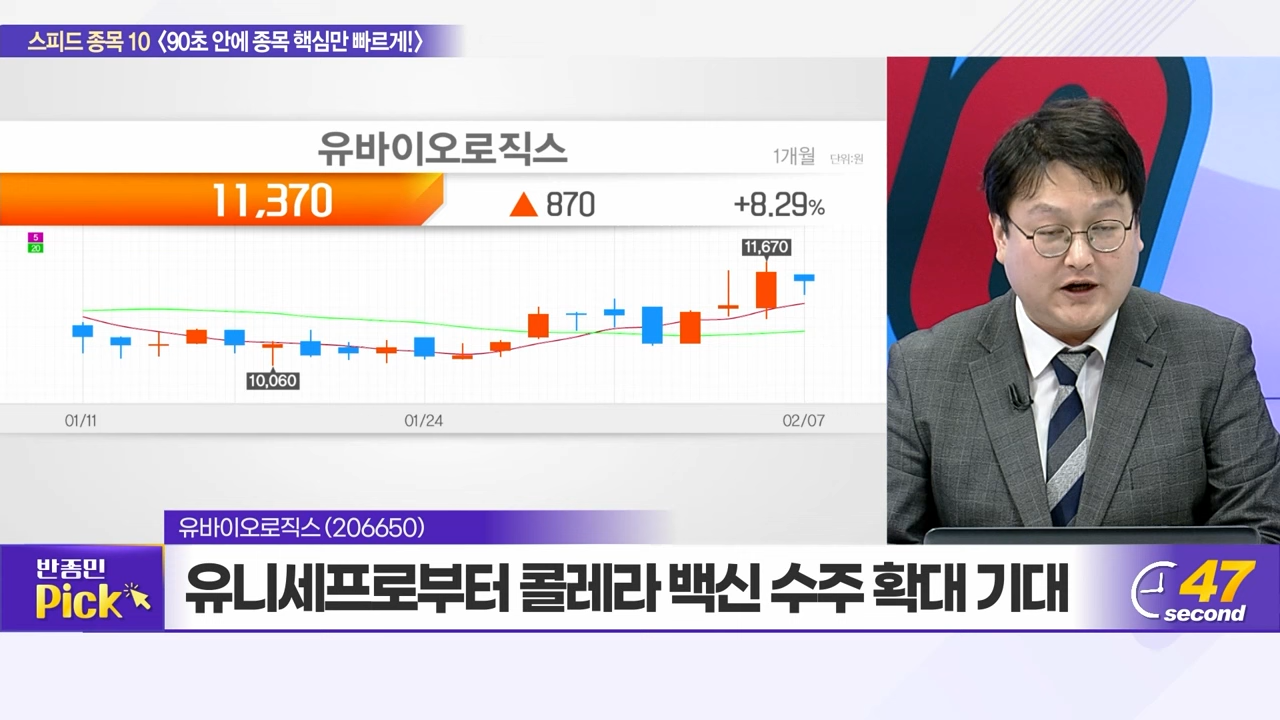 스피드 종목 10 〈90초 안에 종목 핵심만 빠르게!〉
유바이오로직스
1개월 단위:원
11,370 ▲ 870 +8.29%
5
20
11,670
10,060
01/11 01/24 02/07
유바이오로직스 (206650)
반종민
Pick
유니세프로부터 콜레라 백신 수주 확대 기대
47
second